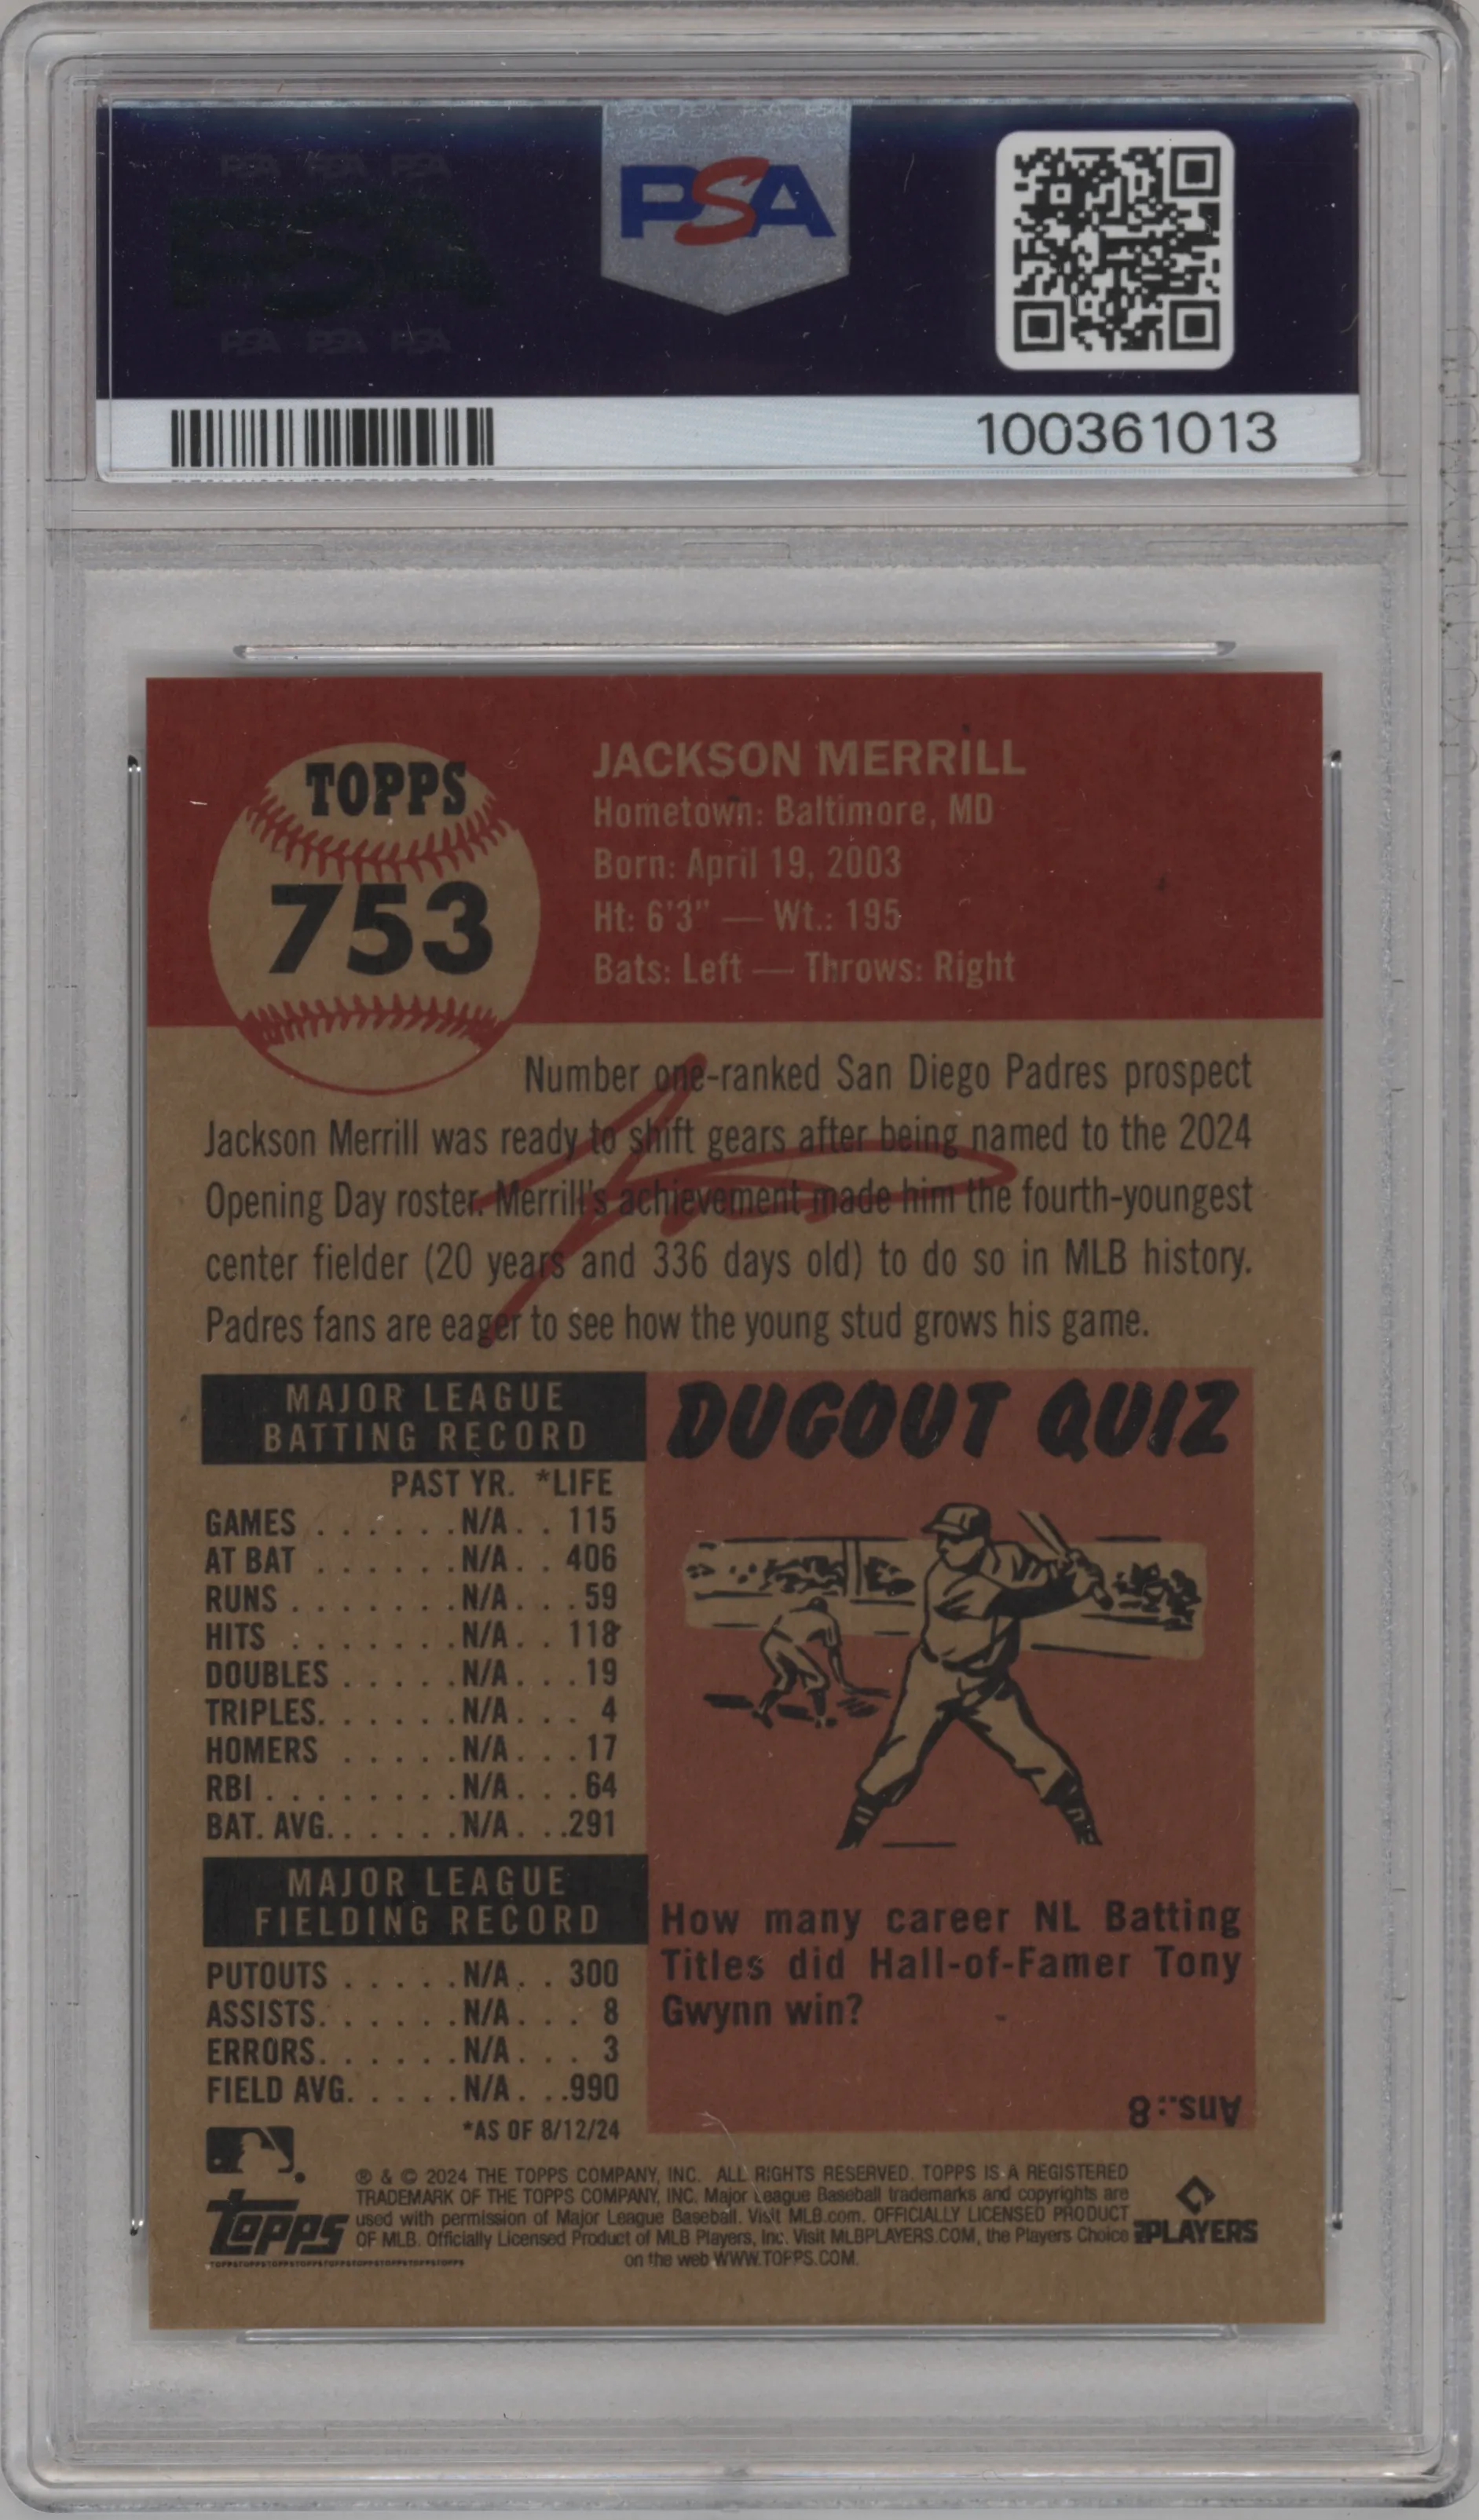 PSA PSA PSA
PSA
PSA PSA PSA
PSA
100361013
TOPPS
753
JACKSON MERRILL
Hometown: Baltimore, MD
Born: April 19, 2003
Ht: 6'3" — Wt.: 195
Bats: Left — Throws: Right
Number one-ranked San Diego Padres prospect
Jackson Merrill was ready to shift gears after being named to the 2024
Opening Day roster. Merrill's achievement made him the fourth-youngest
center fielder (20 years and 336 days old) to do so in MLB history.
Padres fans are eager to see how the young stud grows his game.
MAJOR LEAGUE
BATTING RECORD
PAST YR. *LIFE
GAMES . . . . . . .N/A. . 115
AT BAT . . . . . . .N/A. . 406
RUNS . . . . . . . .N/A. . . 59
HITS . . . . . . . .N/A. . 118
DOUBLES . . . . . .N/A. . . 19
TRIPLES. . . . . . .N/A. . . 4
HOMERS . . . . . .N/A. . . 17
RBI . . . . . . . . .N/A. . . 64
BAT. AVG. . . . . . .N/A. . .291
MAJOR LEAGUE
FIELDING RECORD
PUTOUTS . . . . . .N/A. . 300
ASSISTS. . . . . . .N/A. . . 8
ERRORS. . . . . . .N/A. . . 3
FIELD AVG. . . . . .N/A. . .990
*AS OF 8/12/24
DUGOUT QUIZ
How many career NL Batting
Titles did Hall-of-Famer Tony
Gwynn win?
Ans.: 8
® & © 2024 THE TOPPS COMPANY, INC. ALL RIGHTS RESERVED. TOPPS IS A REGISTERED
TRADEMARK OF THE TOPPS COMPANY, INC. Major League Baseball trademarks and copyrights are
used with permission of Major League Baseball. Visit MLB.com. OFFICIALLY LICENSED PRODUCT
OF MLB. Officially Licensed Product of MLB Players, Inc. Visit MLBPLAYERS.COM, the Players Choice
on the web WWW.TOPPS.COM.
Topps
PLAYERS